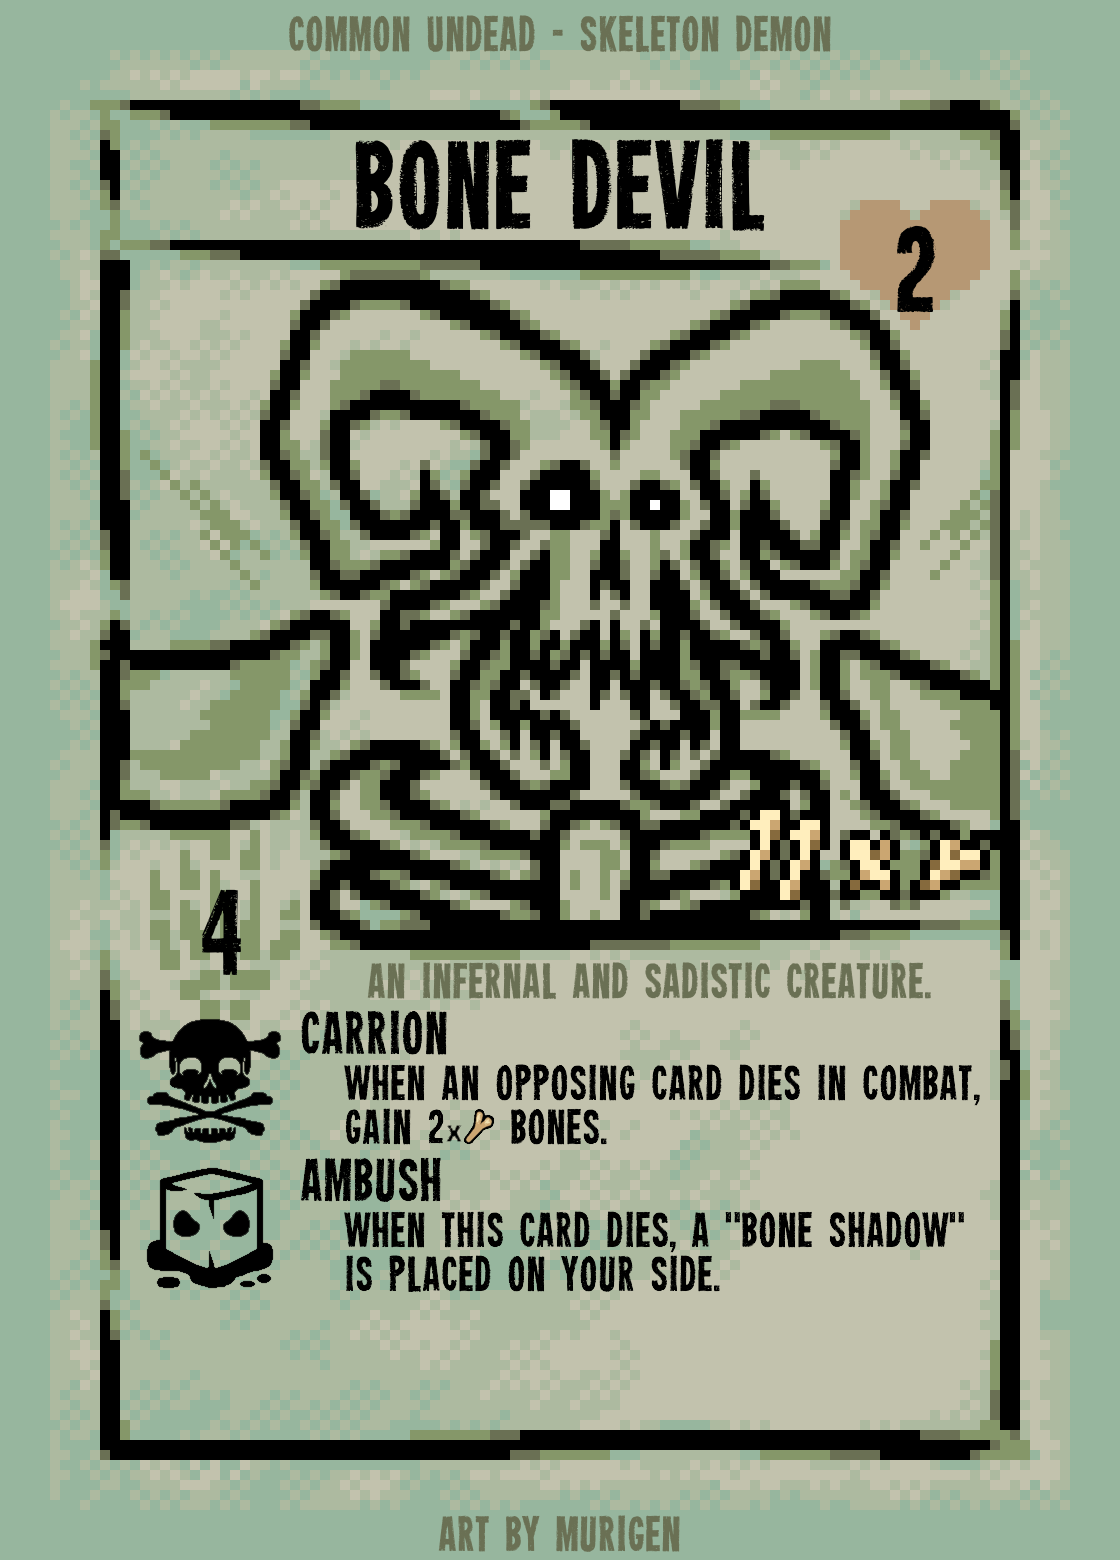 COMMON UNDEAD - SKELETON DEMON
BONE DEVIL
2
11 x
4
AN INFERNAL AND SADISTIC CREATURE.
CARRION
WHEN AN OPPOSING CARD DIES IN COMBAT,
GAIN 2x BONES.
AMBUSH
WHEN THIS CARD DIES, A "BONE SHADOW"
IS PLACED ON YOUR SIDE.
ART BY MURIGEN